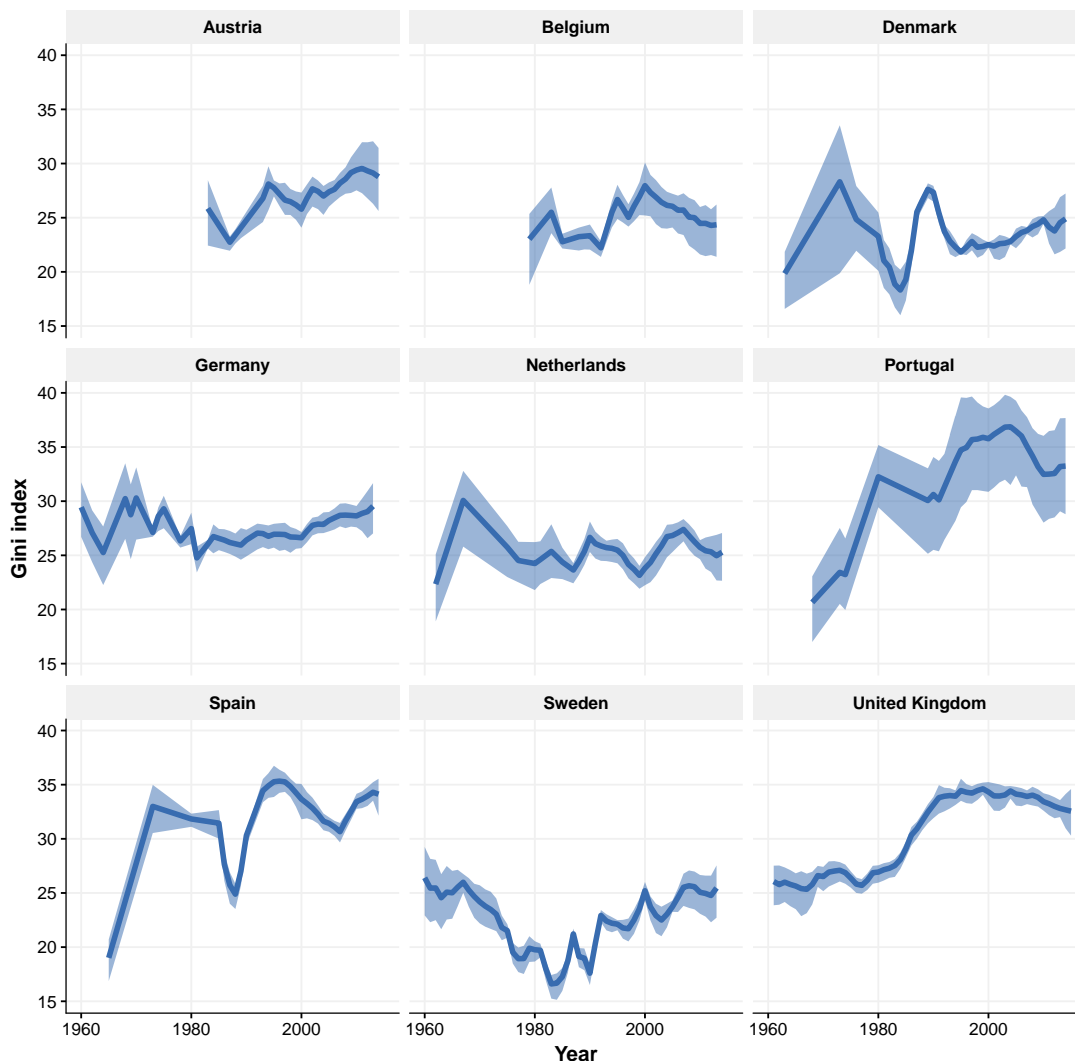 Austria
Belgium
Denmark
40
35
30
25
20
15
Germany
Netherlands
Portugal
40
35
30
25
20
15
Gini index
Spain
Sweden
United Kingdom
40
35
30
25
20
15
1960 1980 2000
1960 1980 2000
1960 1980 2000
Year